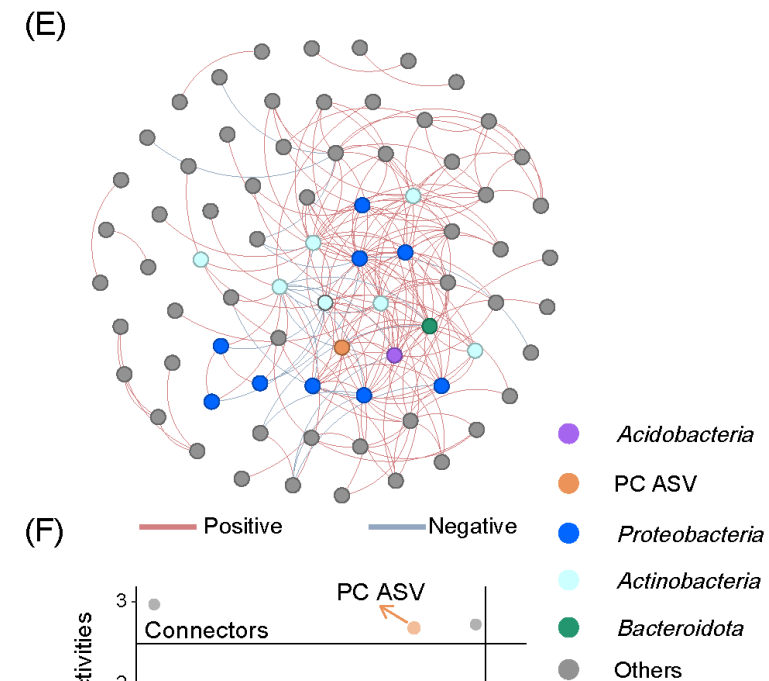 (E)
Acidobacteria
PC ASV
Proteobacteria
Actinobacteria
Bacteroidota
Others
Positive
Negative
(F)
PC ASV
3
Connectors